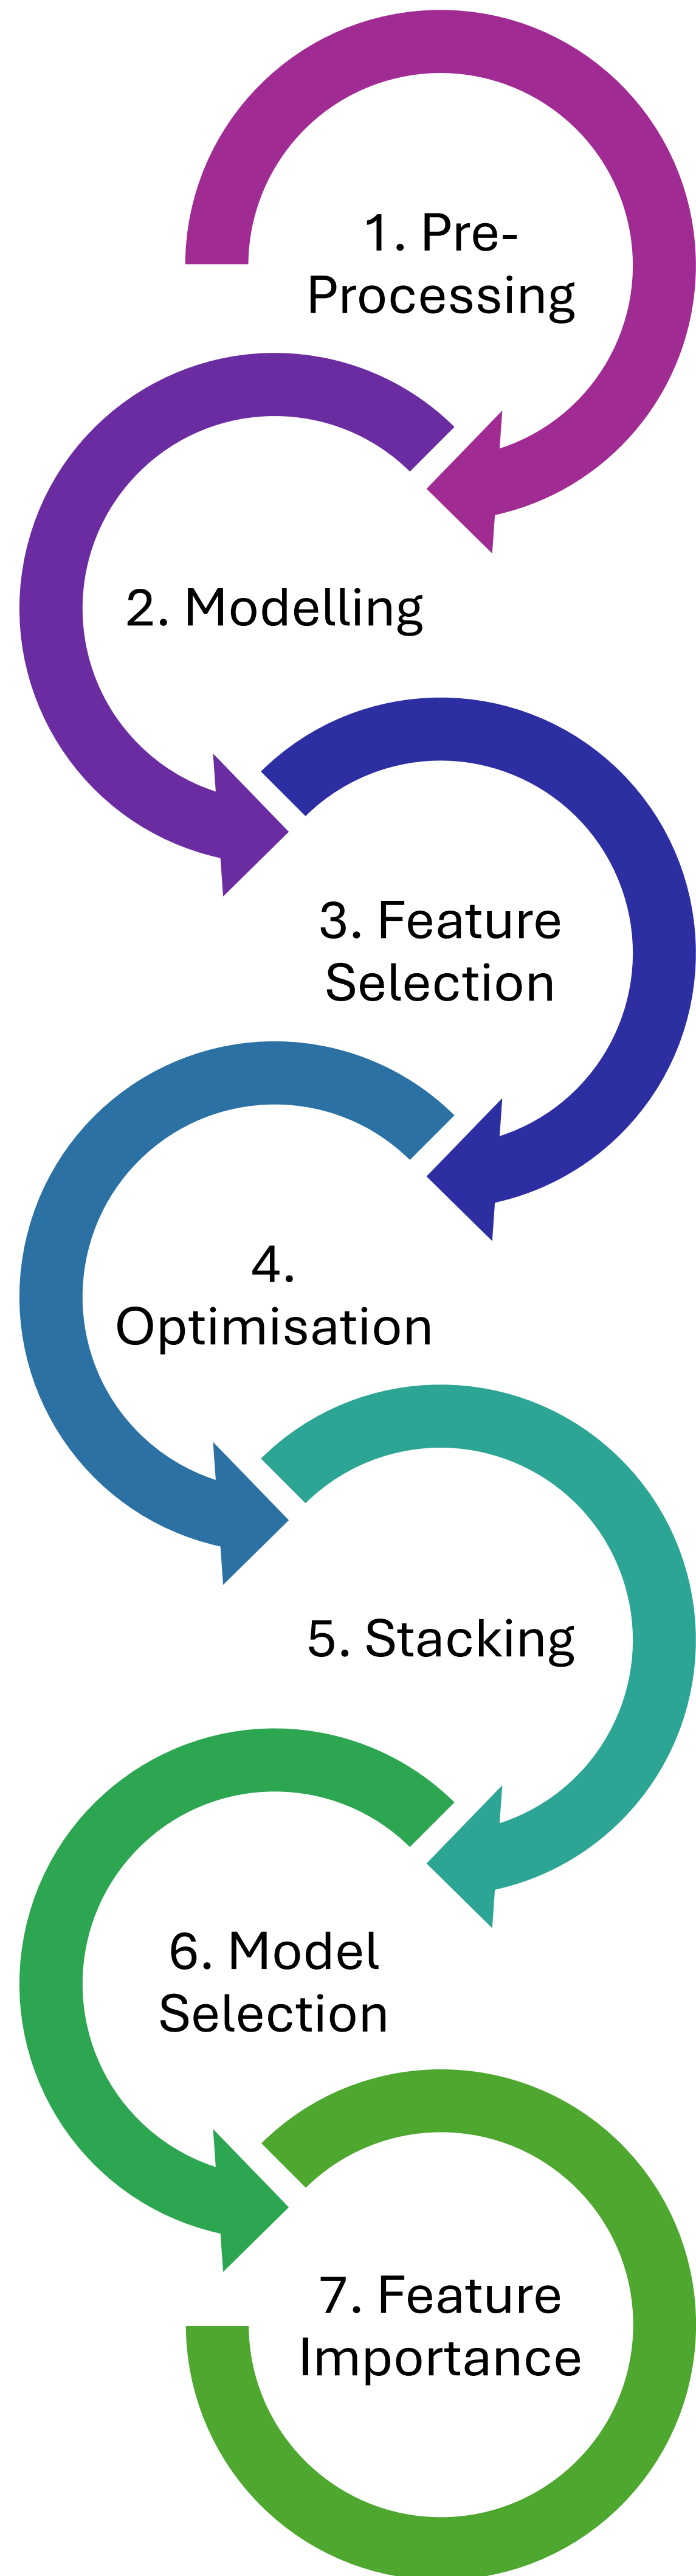 1. Pre-
Processing
2. Modelling
3. Feature
Selection
4.
Optimisation
5. Stacking
6. Model
Selection
7. Feature
Importance